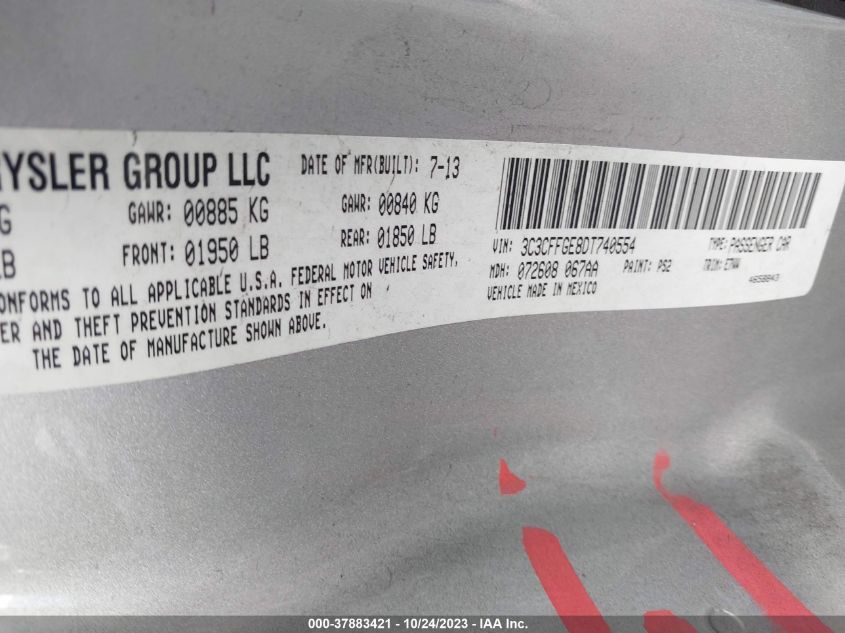 RYSLER GROUP LLC DATE OF MFR(BUILT): 7-13
G GAWR: 00885 KG GAWR: 00840 KG
LB FRONT: 01950 LB REAR: 01850 LB
ONFORMS TO ALL APPLICABLE U.S.A. FEDERAL MOTOR VEHICLE SAFETY,
ER AND THEFT PREVENTION STANDARDS IN EFFECT ON
THE DATE OF MANUFACTURE SHOWN ABOVE.
VIN: 3C3CFFGE8DT740554 TYPE: PASSENGER CAR
MDH: 072608 067AA PAINT: PS2 TRIM:
VEHICLE MADE IN MEXICO
000-37883421 - 10/24/2023 - IAA Inc.